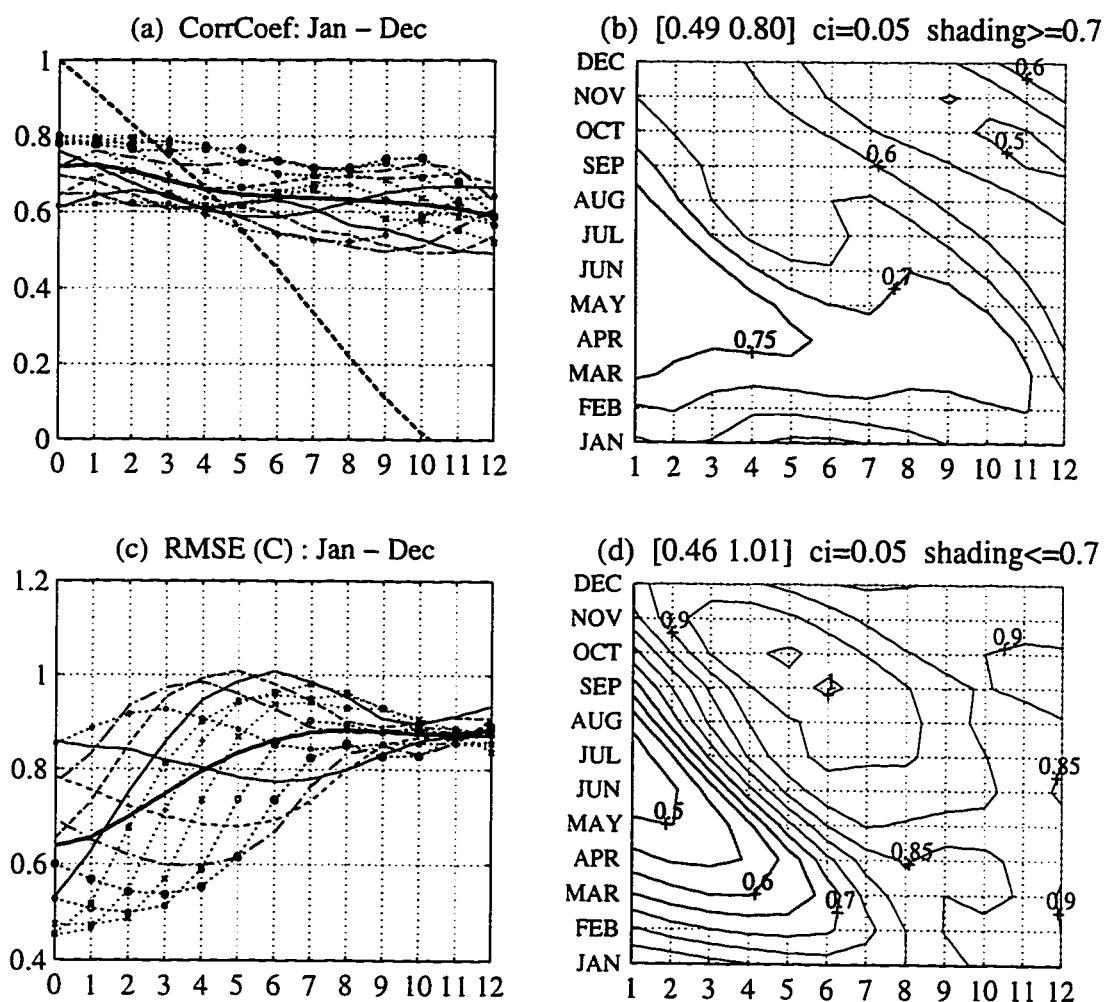 (a) CorrCoef: Jan – Dec
1
0.8
0.6
0.4
0.2
0
0 1 2 3 4 5 6 7 8 9 10 11 12
(b) [0.49 0.80] ci=0.05 shading>=0.7
DEC
NOV
OCT
SEP
AUG
JUL
JUN
MAY
APR
MAR
FEB
JAN
0.6
0.5
0.6
0.7
0.75
1 2 3 4 5 6 7 8 9 10 11 12
(c) RMSE (C) : Jan – Dec
1.2
1
0.8
0.6
0.4
0 1 2 3 4 5 6 7 8 9 10 11 12
(d) [0.46 1.01] ci=0.05 shading<=0.7
DEC
NOV
OCT
SEP
AUG
JUL
JUN
MAY
APR
MAR
FEB
JAN
0.9
0.9
1
0.85
0.5
0.85
0.6
0.7
0.9
1 2 3 4 5 6 7 8 9 10 11 12